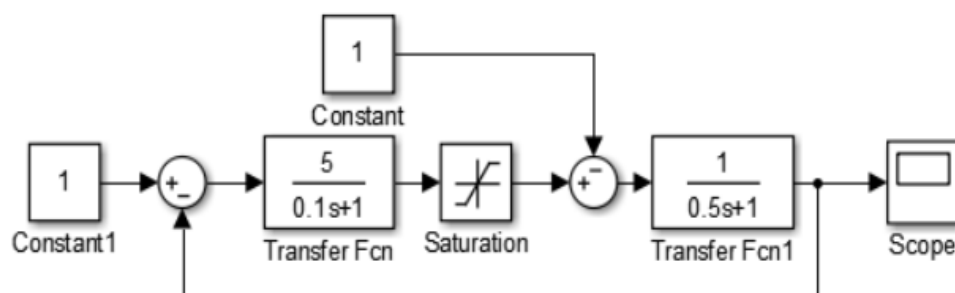 1
Constant
1
Constant1
+
−
5
0.1s+1
Transfer Fcn
Saturation
−
+
1
0.5s+1
Transfer Fcn1
Scope